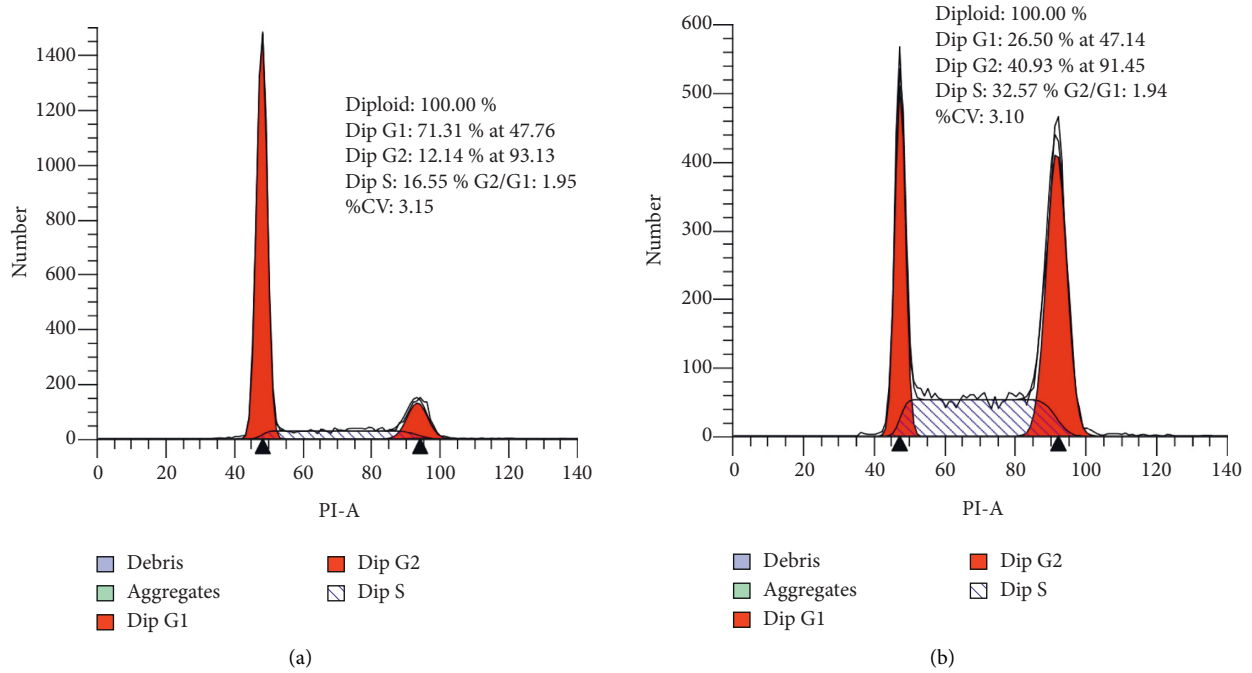 Number
1400
1200
1000
800
600
400
200
0
Diploid: 100.00 %
Dip G1: 71.31 % at 47.76
Dip G2: 12.14 % at 93.13
Dip S: 16.55 % G2/G1: 1.95
%CV: 3.15
0 20 40 60 80 100 120 140
PI-A
Debris
Aggregates
Dip G1
Dip G2
Dip S
(a)
Number
600
500
400
300
200
100
0
Diploid: 100.00 %
Dip G1: 26.50 % at 47.14
Dip G2: 40.93 % at 91.45
Dip S: 32.57 % G2/G1: 1.94
%CV: 3.10
0 20 40 60 80 100 120 140
PI-A
Debris
Aggregates
Dip G1
Dip G2
Dip S
(b)